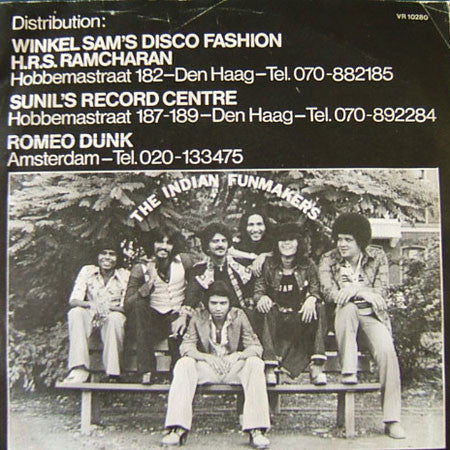 Distribution:
VR 10280
WINKEL SAM'S DISCO FASHION
H.R.S. RAMCHARAN
Hobbemastraat 182–Den Haag–Tel. 070-882185
SUNIL'S RECORD CENTRE
Hobbemastraat 187-189–Den Haag–Tel. 070-892284
ROMEO DUNK
Amsterdam–Tel. 020-133475
THE INDIAN FUNMAKERS